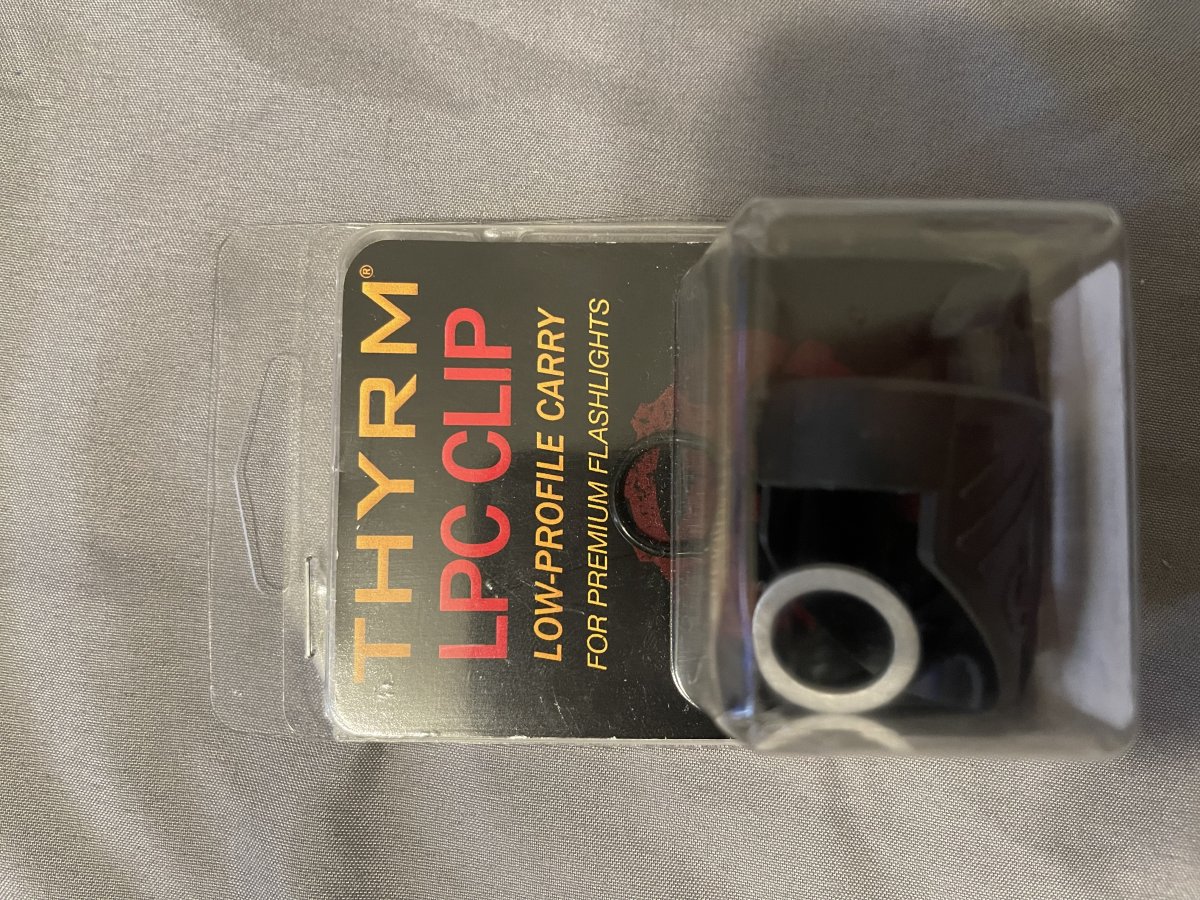 THYRM®
LPC CLIP
LOW-PROFILE CARRY
FOR PREMIUM FLASHLIGHTS